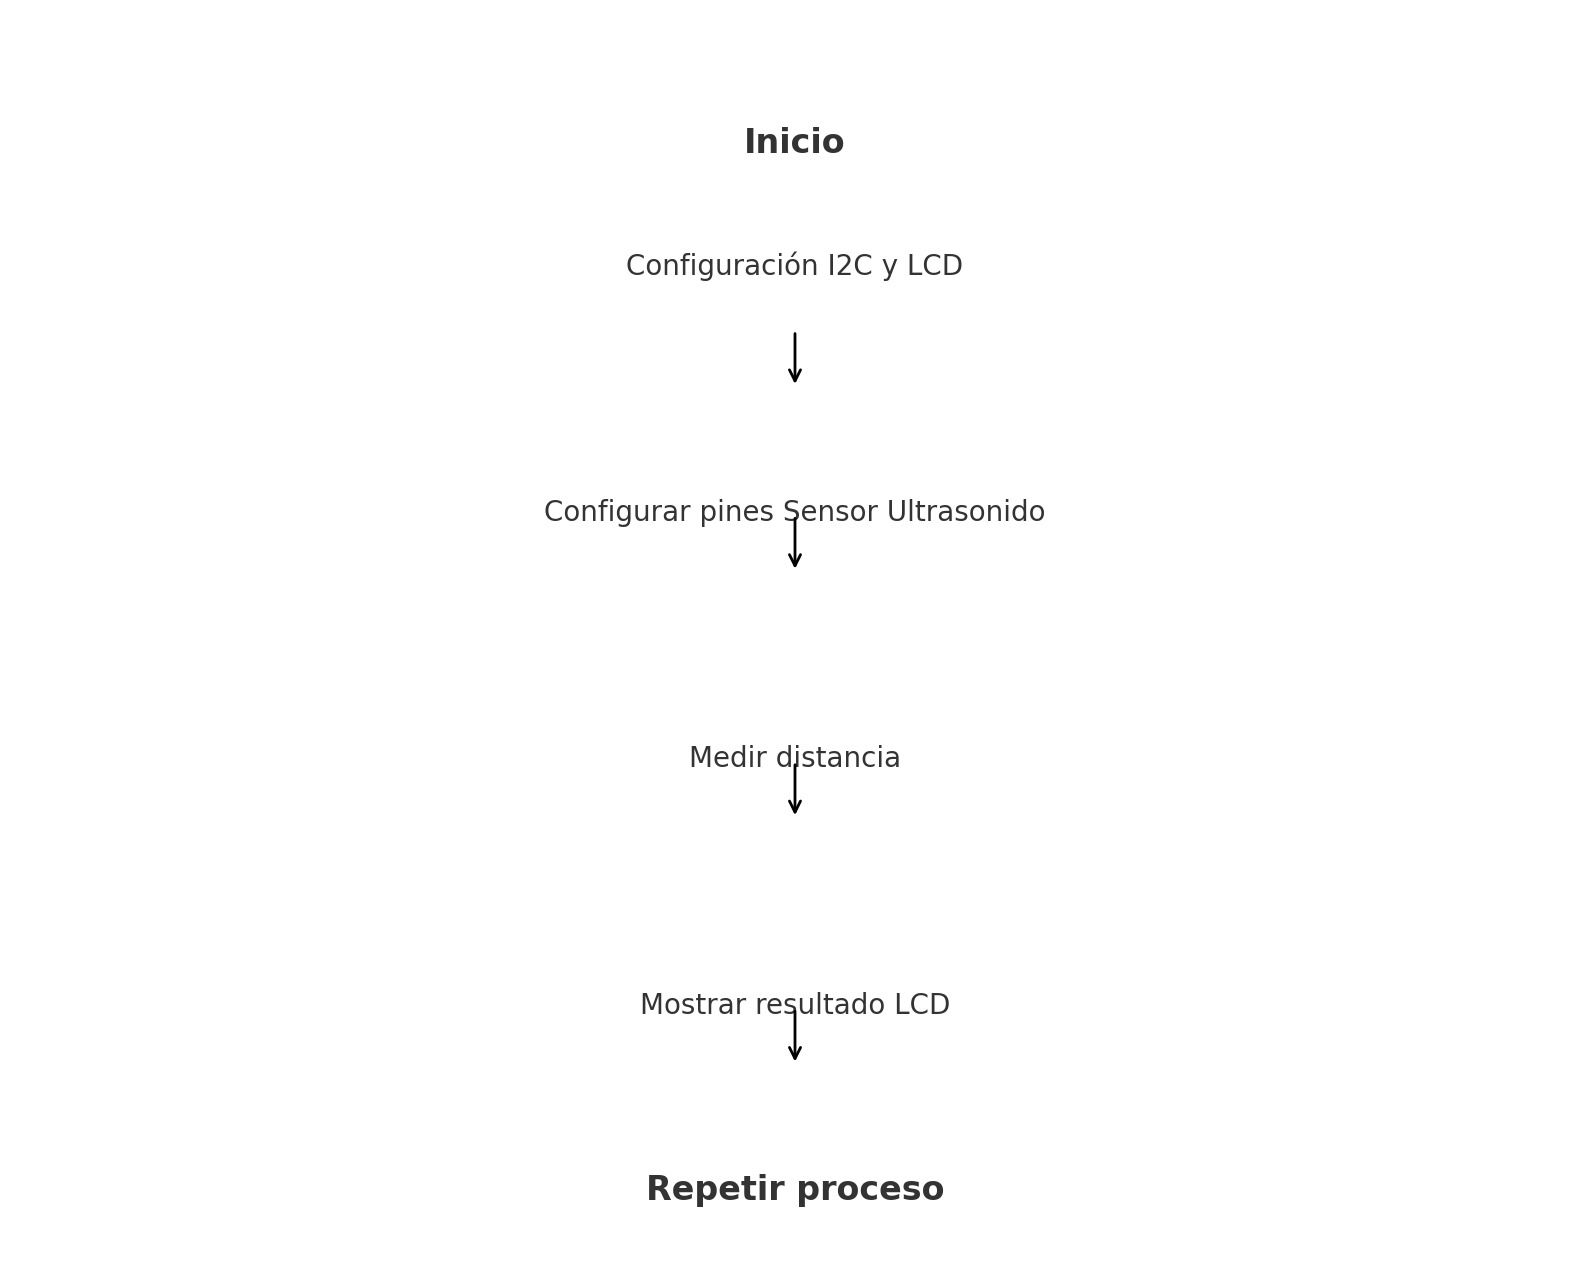 Inicio
Configuración I2C y LCD
Configurar pines Sensor Ultrasonido
Medir distancia
Mostrar resultado LCD
Repetir proceso